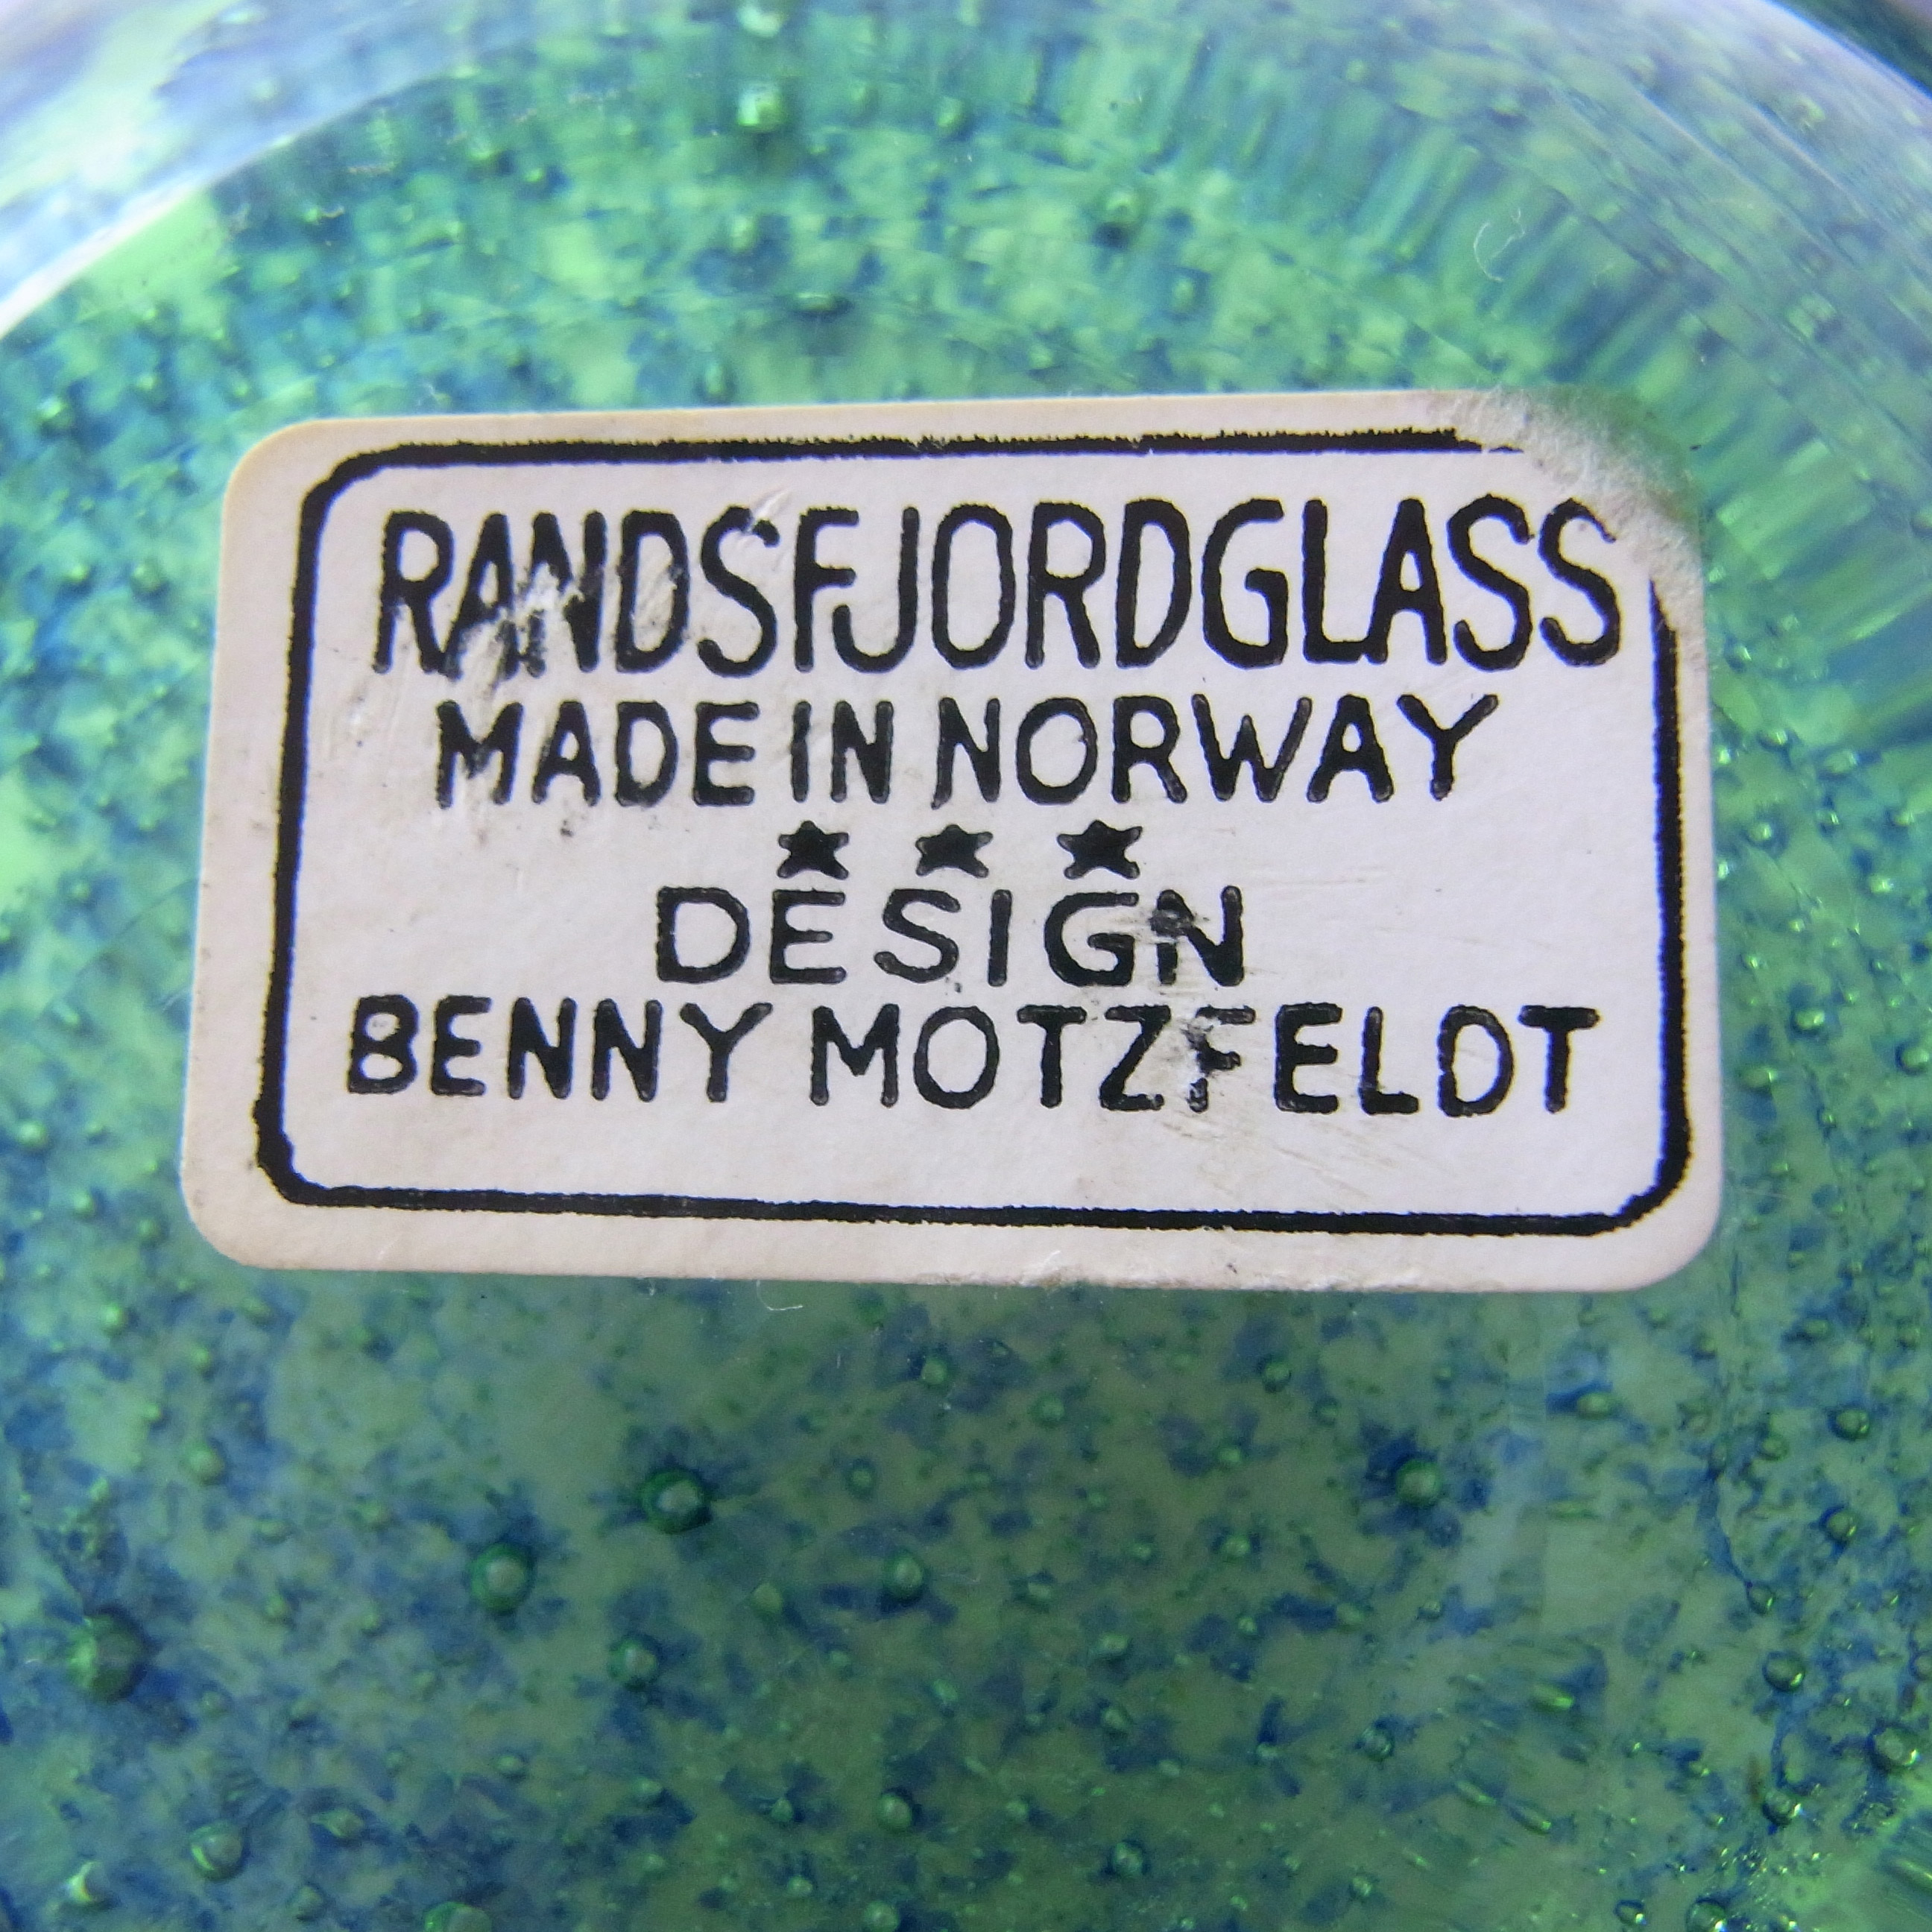 RANDSFJORDGLASS
MADE IN NORWAY
★ ★ ★
DESIGN
BENNY MOTZFELDT